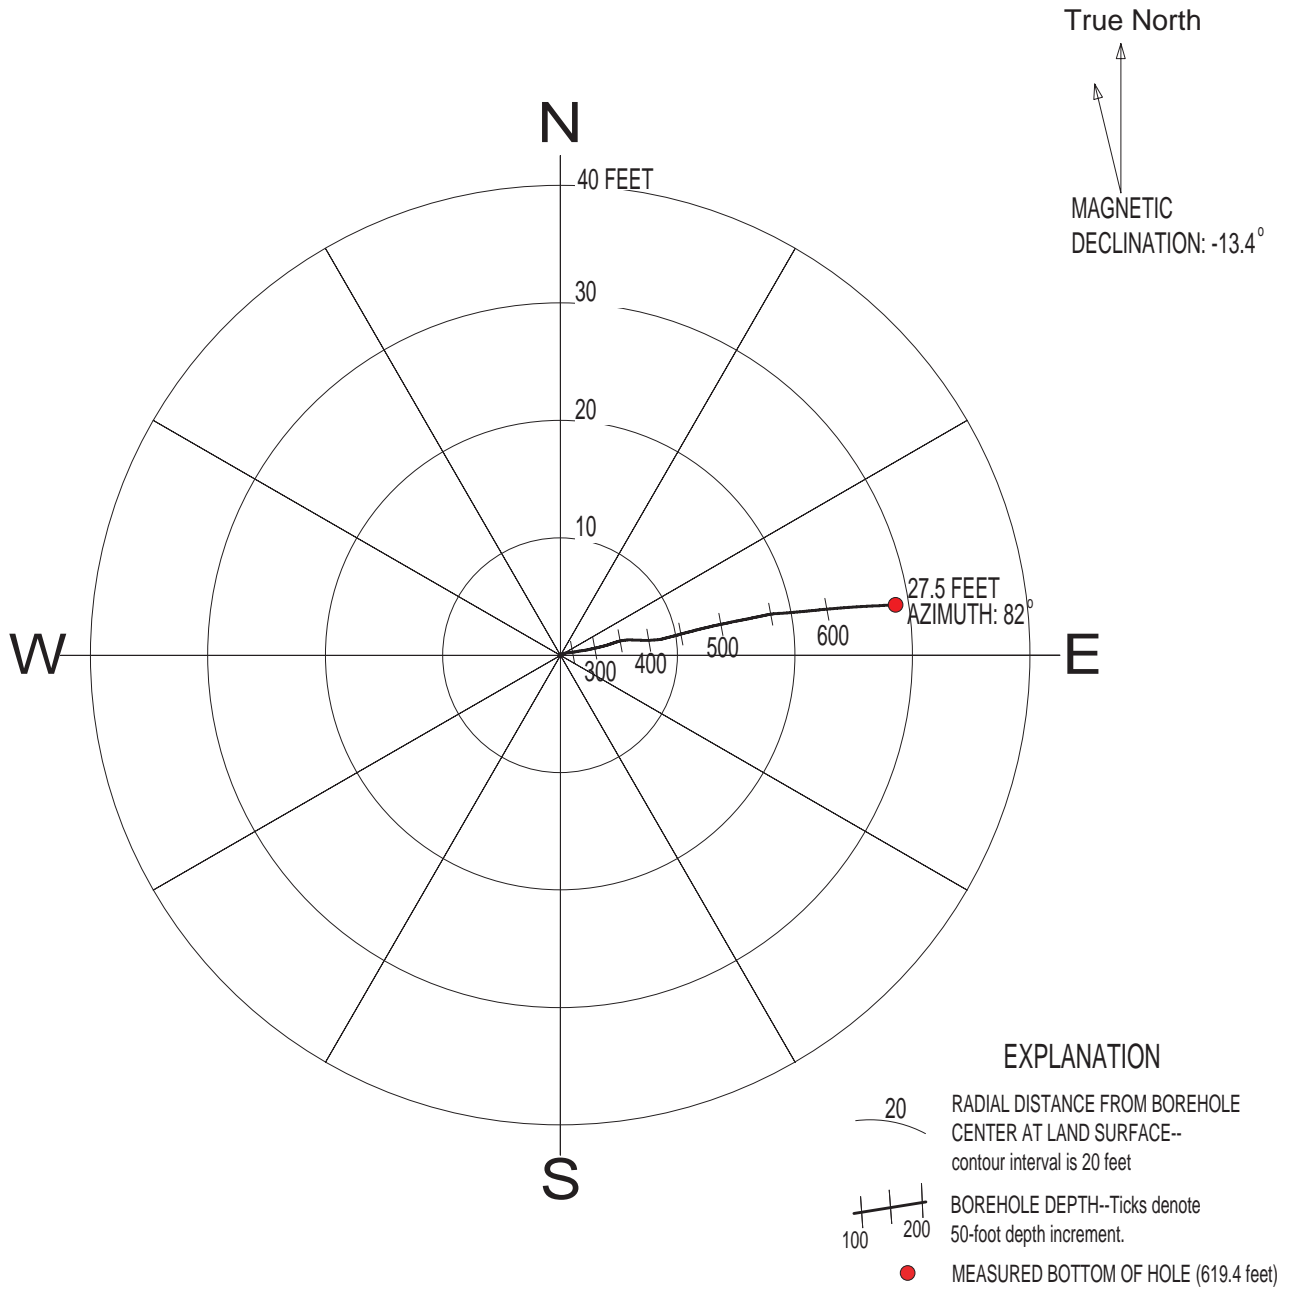 True North
MAGNETIC
DECLINATION: -13.4°
N
40 FEET
30
20
10
27.5 FEET
AZIMUTH: 82°
600
500
400
300
W
E
S
EXPLANATION
20
RADIAL DISTANCE FROM BOREHOLE
CENTER AT LAND SURFACE--
contour interval is 20 feet
100
200
BOREHOLE DEPTH--Ticks denote
50-foot depth increment.
MEASURED BOTTOM OF HOLE (619.4 feet)